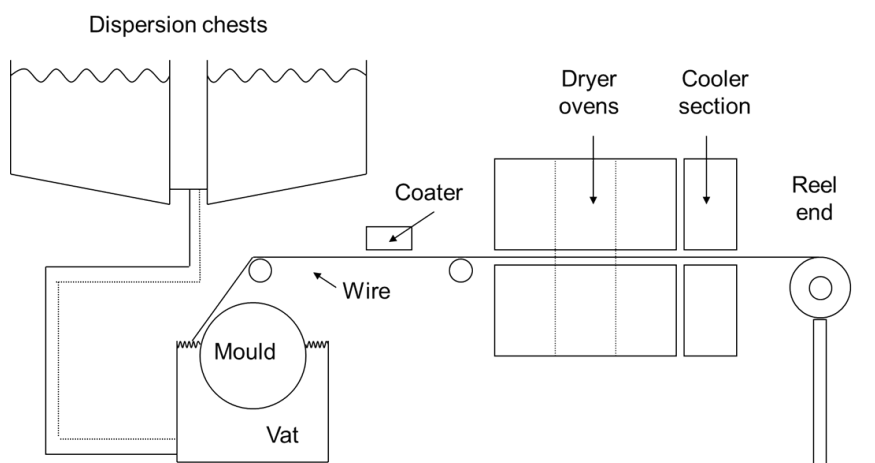 Dispersion chests
Dryer
ovens
Cooler
section
Reel
end
Coater
Wire
Mould
Vat